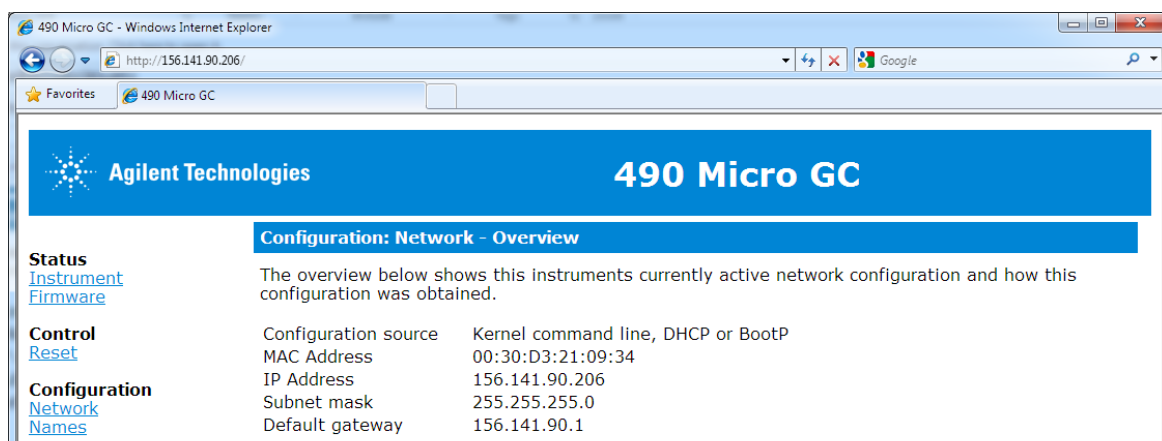 490 Micro GC - Windows Internet Explorer
http://156.141.90.206/
Google
Favorites
490 Micro GC
Agilent Technologies
490 Micro GC
Configuration: Network - Overview
Status
Instrument
Firmware
The overview below shows this instruments currently active network configuration and how this
configuration was obtained.
Control
Reset
Configuration
Network
Names
Configuration source Kernel command line, DHCP or BootP
MAC Address 00:30:D3:21:09:34
IP Address 156.141.90.206
Subnet mask 255.255.255.0
Default gateway 156.141.90.1